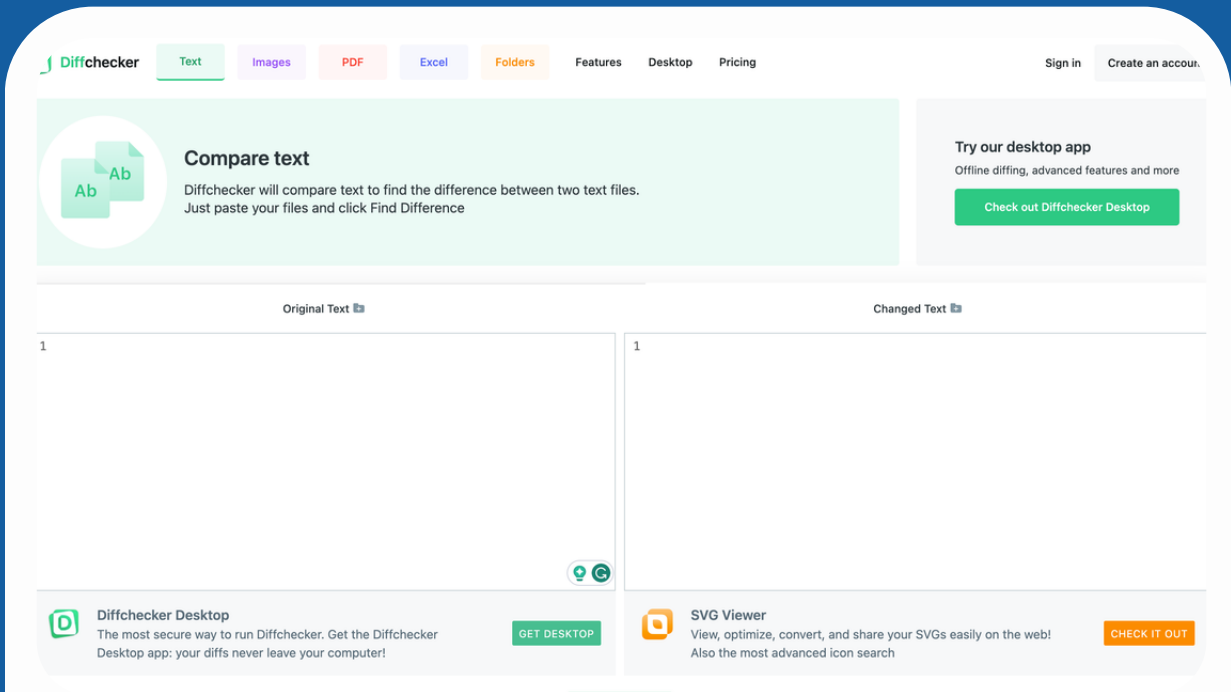 Diffchecker
Text
Images
PDF
Excel
Folders
Features
Desktop
Pricing
Sign in
Create an accoun
Ab
Ab
Compare text
Diffchecker will compare text to find the difference between two text files.
Just paste your files and click Find Difference
Try our desktop app
Offline diffing, advanced features and more
Check out Diffchecker Desktop
Original Text
Changed Text
1
1
D
Diffchecker Desktop
The most secure way to run Diffchecker. Get the Diffchecker
Desktop app: your diffs never leave your computer!
GET DESKTOP
SVG Viewer
View, optimize, convert, and share your SVGs easily on the web!
Also the most advanced icon search
CHECK IT OUT